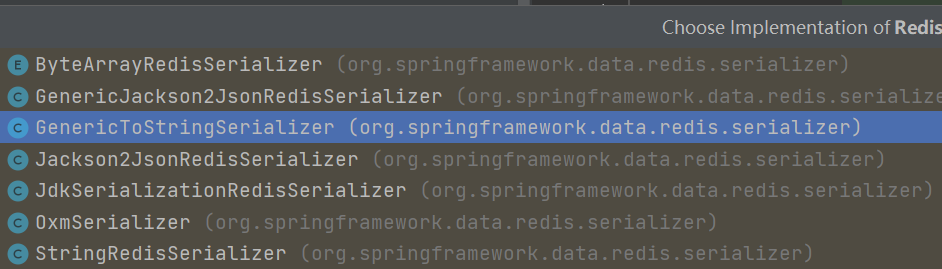 Choose Implementation of Redis
E ByteArrayRedisSerializer (org.springframework.data.redis.serializer)
C GenericJackson2JsonRedisSerializer (org.springframework.data.redis.serialize
C GenericToStringSerializer (org.springframework.data.redis.serializer)
C Jackson2JsonRedisSerializer (org.springframework.data.redis.serializer)
C JdkSerializationRedisSerializer (org.springframework.data.redis.serializer)
C OxmSerializer (org.springframework.data.redis.serializer)
C StringRedisSerializer (org.springframework.data.redis.serializer)